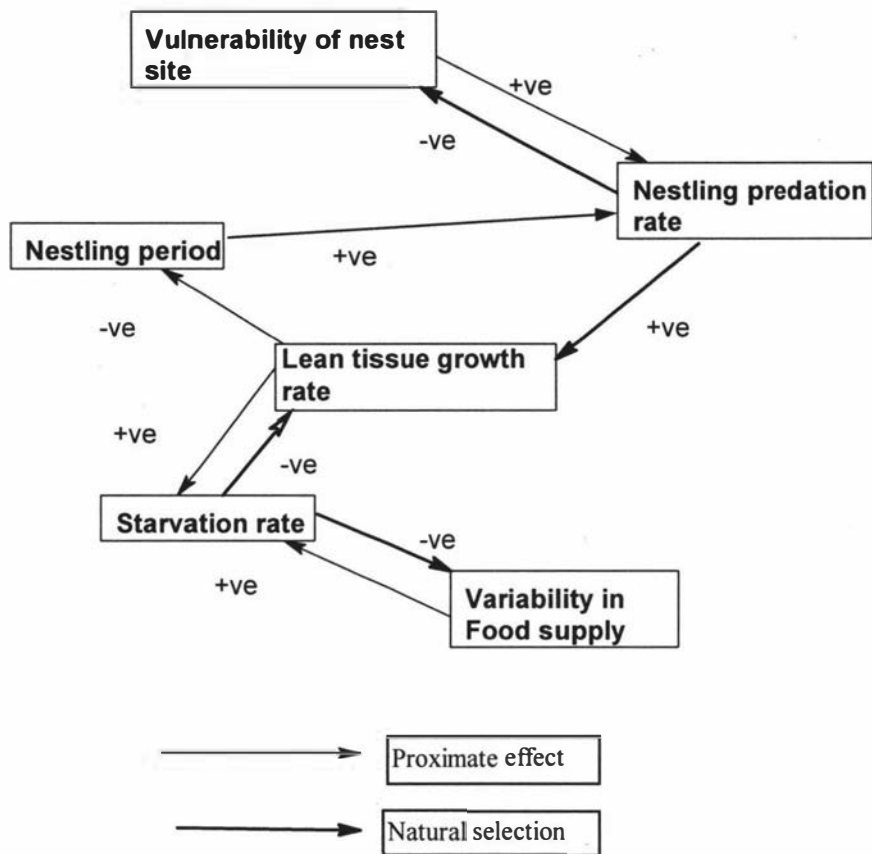 Vulnerability of nest
site
+ve
-ve
Nestling predation
rate
Nestling period
+ve
-ve
+ve
Lean tissue growth
rate
+ve
-ve
Starvation rate
-ve
+ve
Variability in
Food supply
Proximate effect
Natural selection